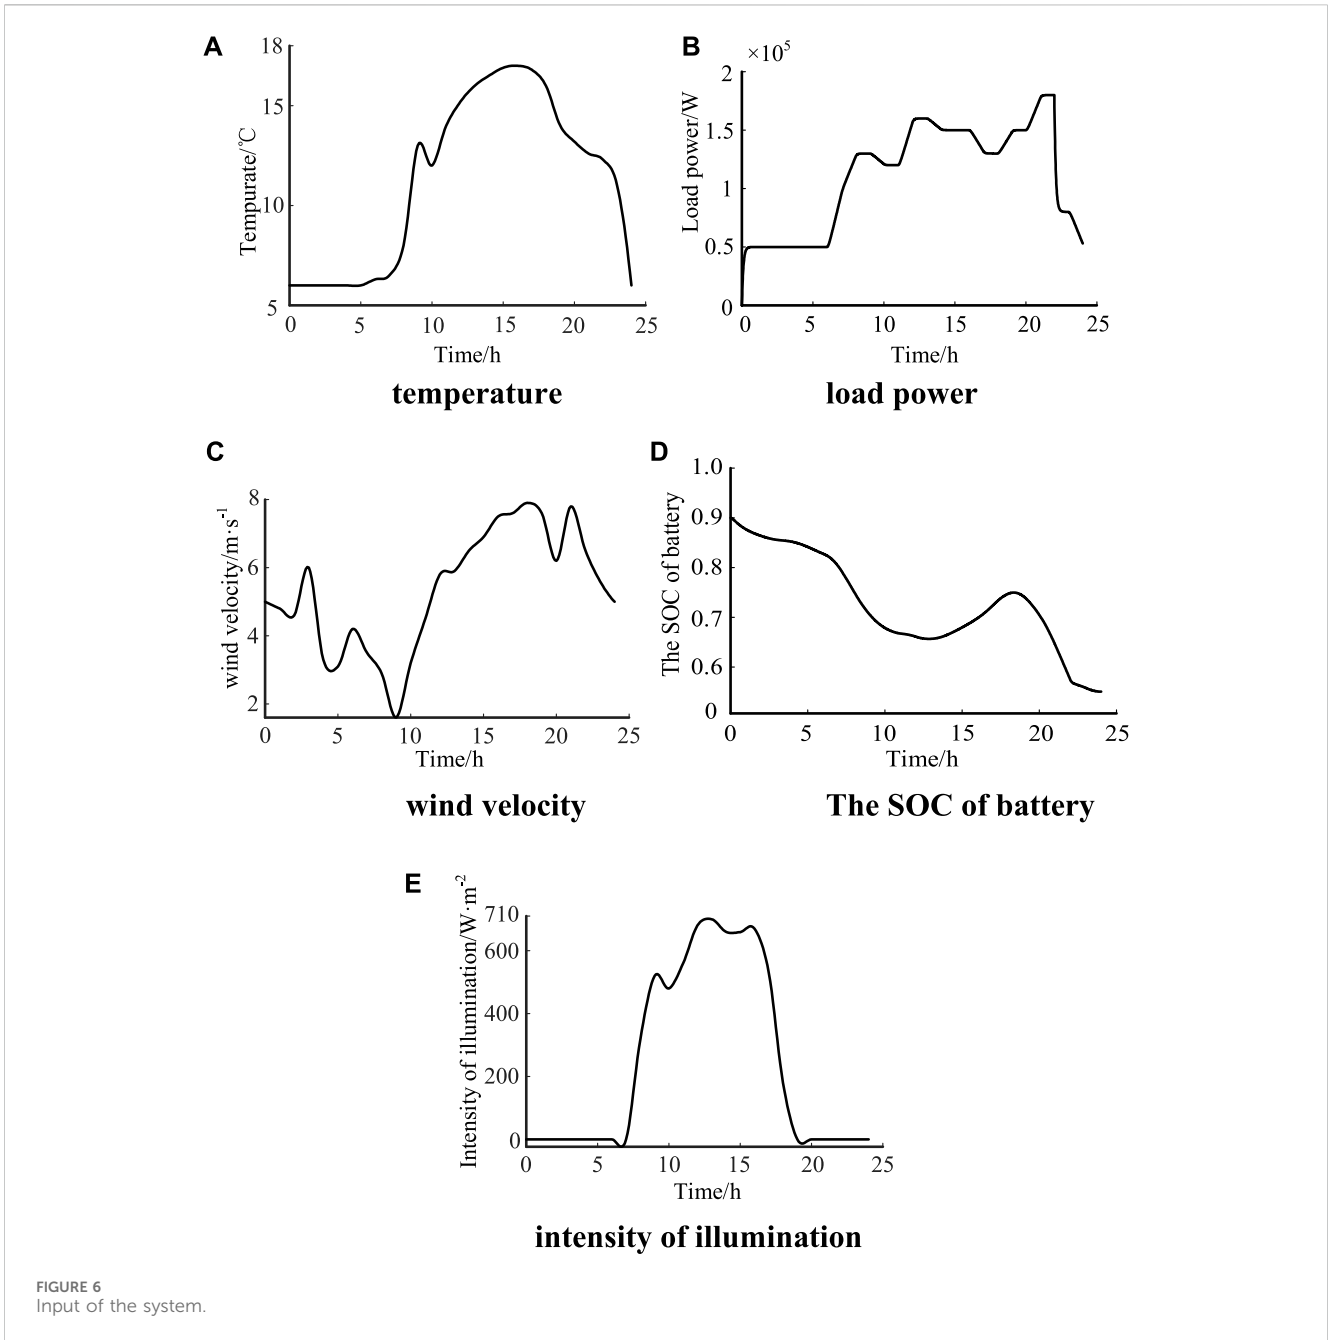 A
18
15
10
5
Tempurate/℃
0 5 10 15 20 25
Time/h
temperature
B
×10⁵
2
1.5
1
0.5
0
Load power/W
0 5 10 15 20 25
Time/h
load power
C
8
6
4
2
wind velocity/m·s⁻¹
0 5 10 15 20 25
Time/h
wind velocity
D
1.0
0.9
0.8
0.7
0.6
0
The SOC of battery
0 5 10 15 20 25
Time/h
The SOC of battery
E
710
600
400
200
0
Intensity of illumination/W·m⁻²
0 5 10 15 20 25
Time/h
intensity of illumination
FIGURE 6
Input of the system.